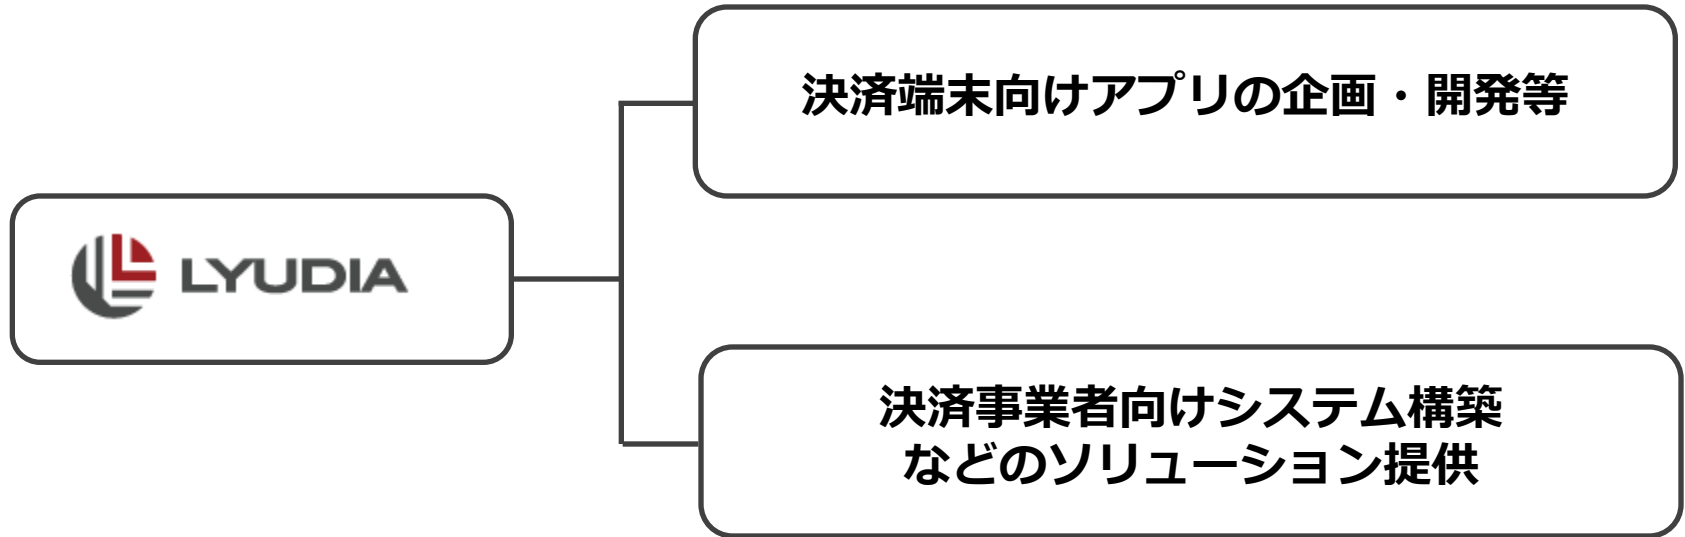 LYUDIA
決済端末向けアプリの企画・開発等
決済事業者向けシステム構築
などのソリューション提供